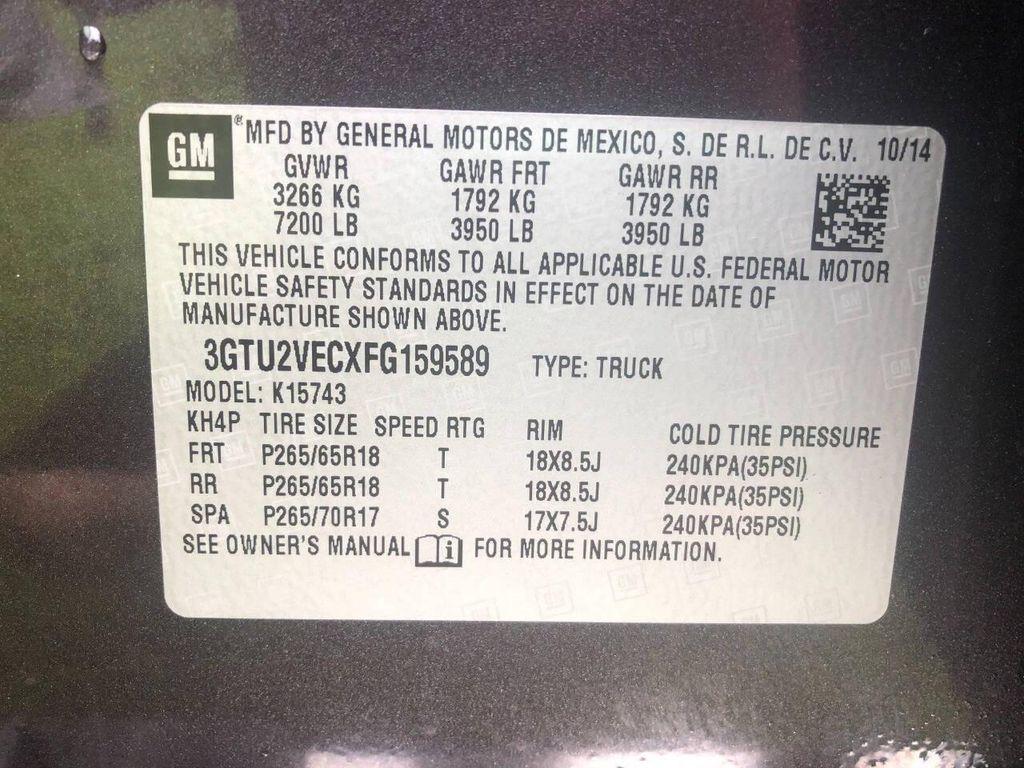 GM ® MFD BY GENERAL MOTORS DE MEXICO, S. DE R.L. DE C.V. 10/14
GVWR GAWR FRT GAWR RR
3266 KG 1792 KG 1792 KG
7200 LB 3950 LB 3950 LB
THIS VEHICLE CONFORMS TO ALL APPLICABLE U.S. FEDERAL MOTOR
VEHICLE SAFETY STANDARDS IN EFFECT ON THE DATE OF
MANUFACTURE SHOWN ABOVE.
3GTU2VECXFG159589 TYPE: TRUCK
MODEL: K15743
KH4P TIRE SIZE SPEED RTG RIM COLD TIRE PRESSURE
FRT P265/65R18 T 18X8.5J 240KPA(35PSI)
RR P265/65R18 T 18X8.5J 240KPA(35PSI)
SPA P265/70R17 S 17X7.5J 240KPA(35PSI)
SEE OWNER'S MANUAL i FOR MORE INFORMATION.